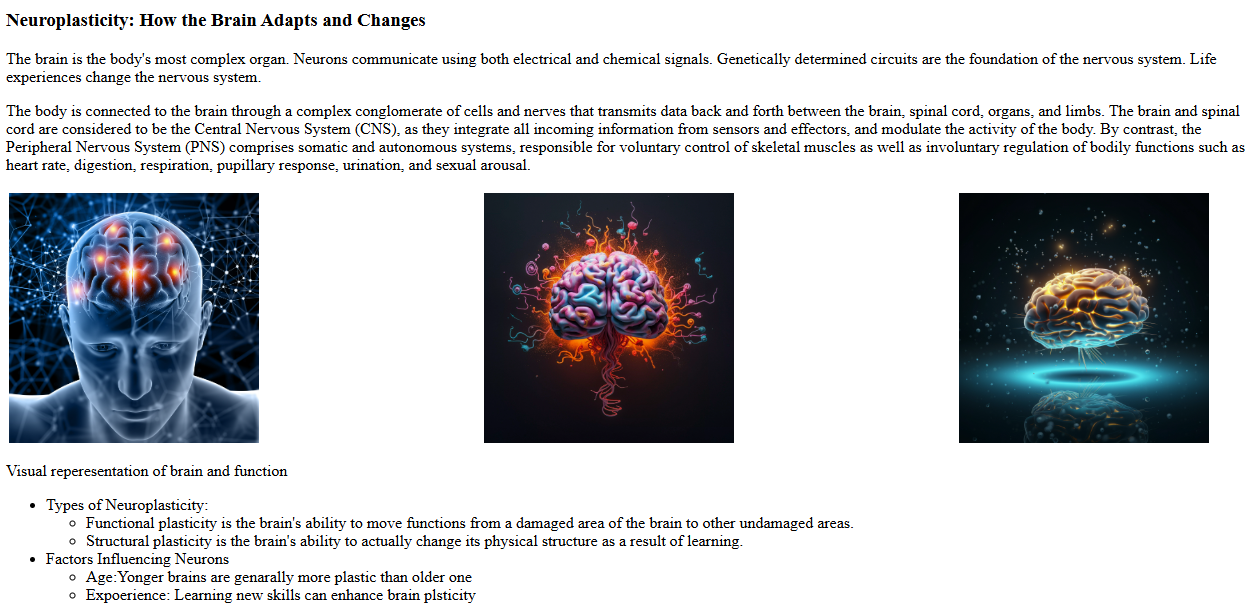 Neuroplasticity: How the Brain Adapts and Changes
The brain is the body's most complex organ. Neurons communicate using both electrical and chemical signals. Genetically determined circuits are the foundation of the nervous system. Life
experiences change the nervous system.
The body is connected to the brain through a complex conglomerate of cells and nerves that transmits data back and forth between the brain, spinal cord, organs, and limbs. The brain and spinal
cord are considered to be the Central Nervous System (CNS), as they integrate all incoming information from sensors and effectors, and modulate the activity of the body. By contrast, the
Peripheral Nervous System (PNS) comprises somatic and autonomous systems, responsible for voluntary control of skeletal muscles as well as involuntary regulation of bodily functions such as
heart rate, digestion, respiration, pupillary response, urination, and sexual arousal.
Visual reperesentation of brain and function
• Types of Neuroplasticity:
◦ Functional plasticity is the brain's ability to move functions from a damaged area of the brain to other undamaged areas.
◦ Structural plasticity is the brain's ability to actually change its physical structure as a result of learning.
• Factors Influencing Neurons
◦ Age:Yonger brains are genarally more plastic than older one
◦ Expoerience: Learning new skills can enhance brain plsticity